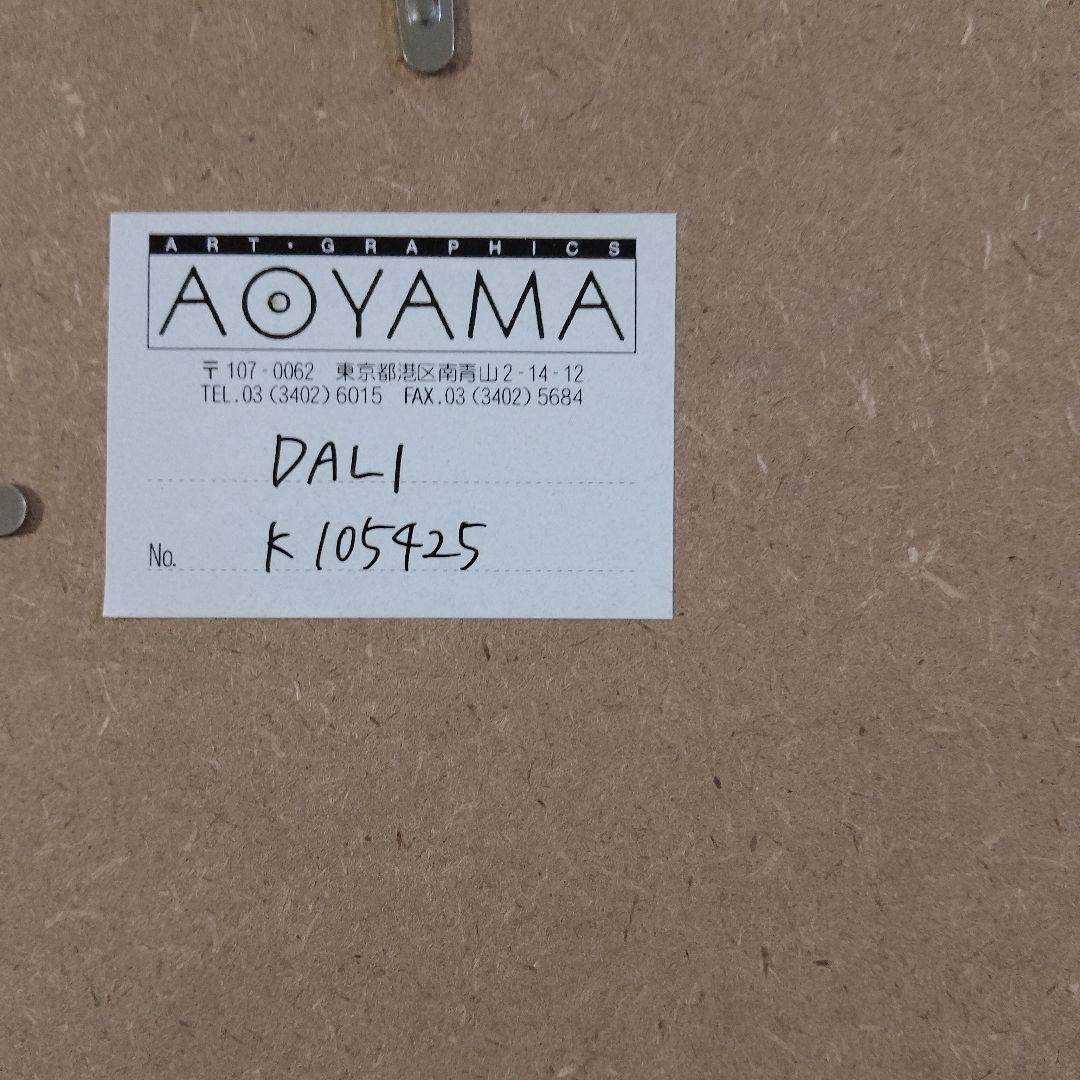 ART・GRAPHICS
AOYAMA
〒107-0062 東京都港区南青山2-14-12
TEL.03(3402)6015 FAX.03(3402)5684
DALI
No. K105425